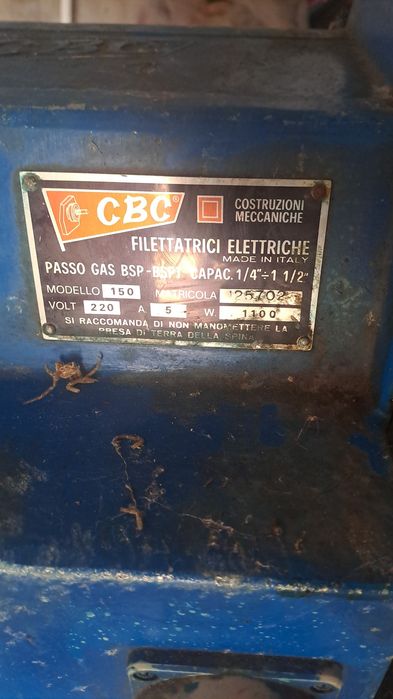 CBC®
COSTRUZIONI
MECCANICHE
FILETTATRICI ELETTRICHE
MADE IN ITALY
PASSO GAS BSP-BSPT CAPAC. 1/4"÷1 1/2"
MODELLO 150 MATRICOLA
VOLT 220 A. 5 W. 1100
SI RACCOMANDA DI NON MANOMETTERE LA
PRESA DI TERRA DELLA SPINA